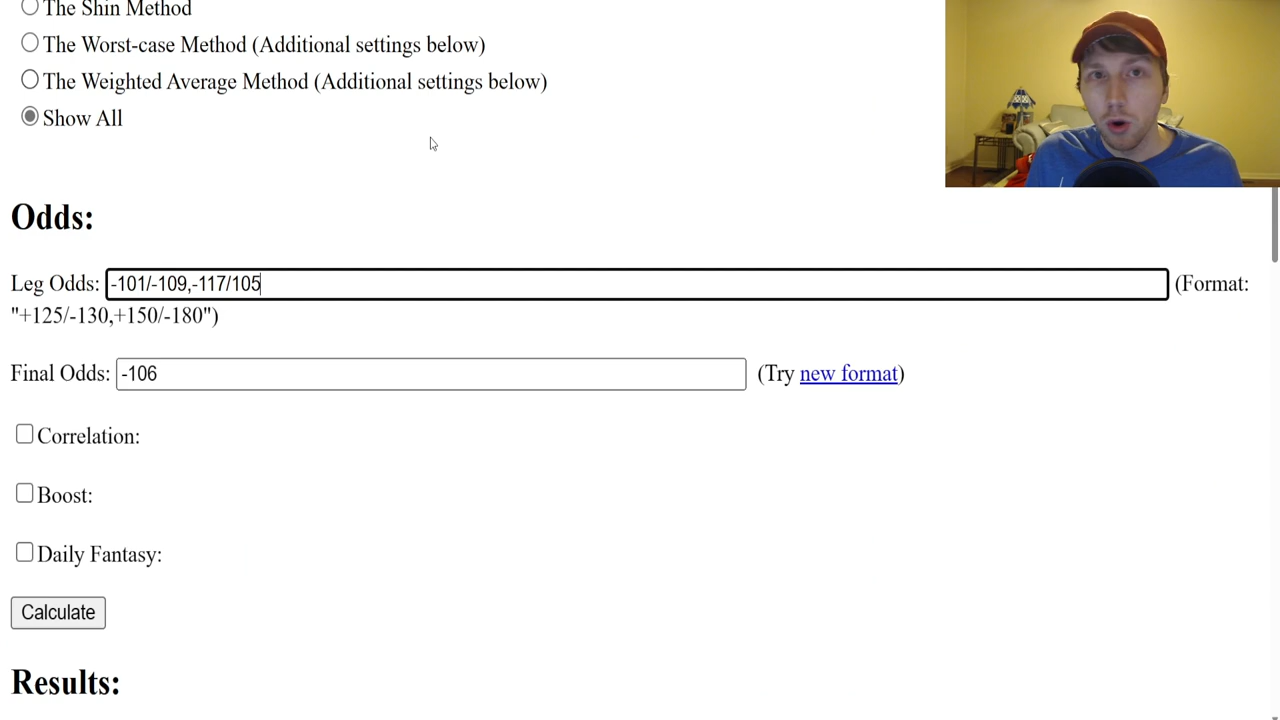 The Shin Method
The Worst-case Method (Additional settings below)
The Weighted Average Method (Additional settings below)
Show All
Odds:
Leg Odds: -101/-109,-117/105 (Format:
"+125/-130,+150/-180")
Final Odds: -106 (Try new format)
Correlation:
Boost:
Daily Fantasy:
Calculate
Results: